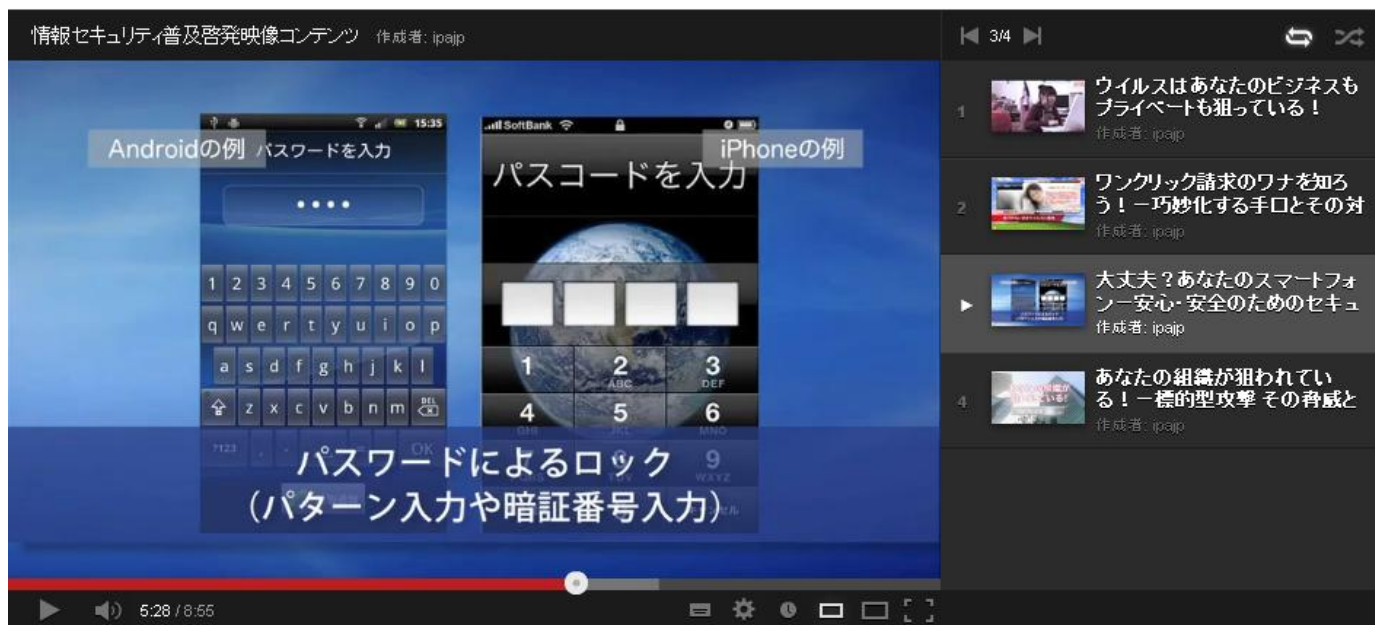 情報セキュリティ普及啓発映像コンテンツ 作成者: ipajp
3/4
15:35
Androidの例
パスワードを入力
1 2 3 4 5 6 7 8 9 0
q w e r t y u i o p
a s d f g h j k l
z x c v b n m DEL
?123 OK
SoftBank
iPhoneの例
パスコードを入力
1 2 ABC 3 DEF
4 GHI 5 JKL 6 MNO
9 WXYZ
パスワードによるロック
(パターン入力や暗証番号入力)
5:28 / 8:55
1
ウイルスはあなたのビジネスも
プライベートも狙っている!
作成者: ipajp
2
ワンクリック請求のワナを知ろ
う!ー巧妙化する手口とその対
作成者: ipajp
大丈夫?あなたのスマートフォ
ンー安心・安全のためのセキュ
作成者: ipajp
4
あなたの組織が狙われてい
る!ー標的型攻撃 その脅威と
作成者: ipajp